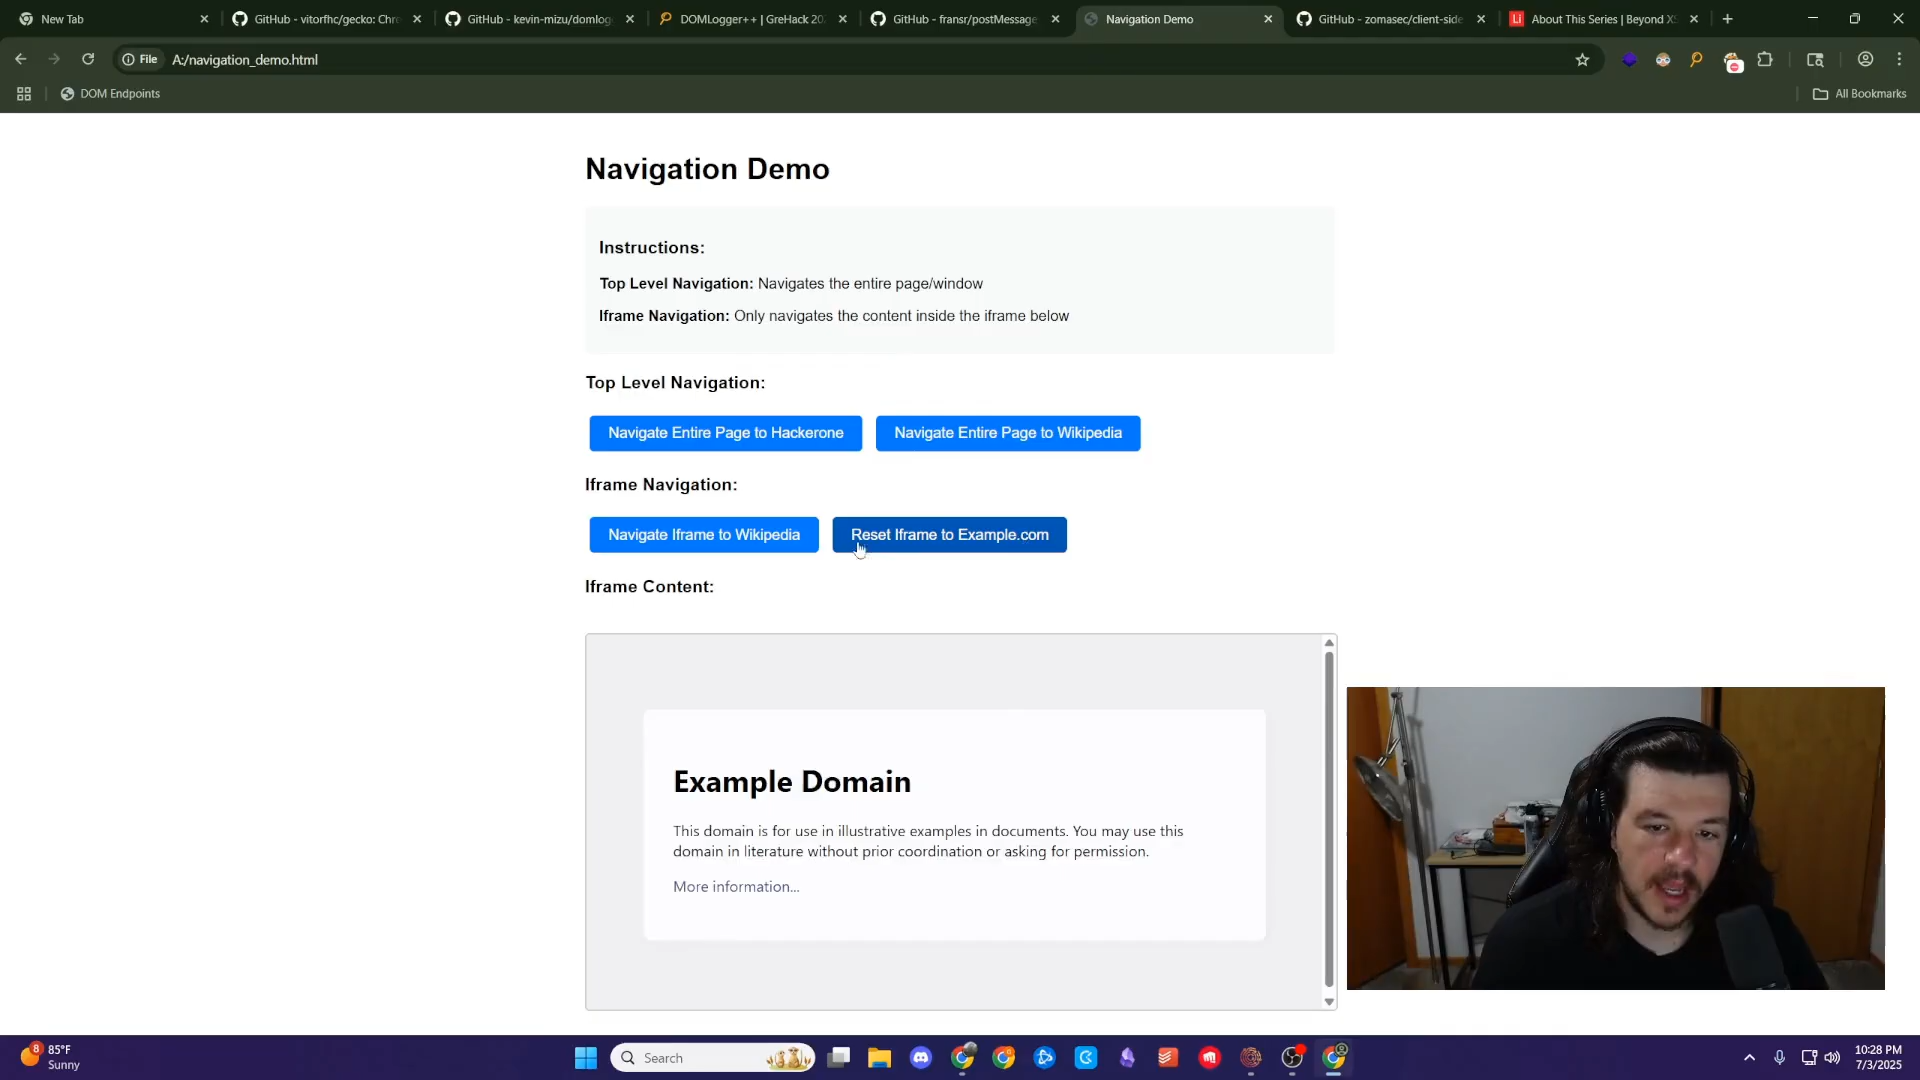 New Tab
GitHub - vitorfhc/gecko: Chro
GitHub - kevin-mizu/domlog
DOMLogger++ | GreHack 20
GitHub - fransr/postMessage
Navigation Demo
GitHub - zomasec/client-side
About This Series | Beyond XS
File
A:/navigation_demo.html
DOM Endpoints
All Bookmarks
Navigation Demo
Instructions:
Top Level Navigation: Navigates the entire page/window
Iframe Navigation: Only navigates the content inside the iframe below
Top Level Navigation:
Navigate Entire Page to Hackerone
Navigate Entire Page to Wikipedia
Iframe Navigation:
Navigate Iframe to Wikipedia
Reset Iframe to Example.com
Iframe Content:
Example Domain
This domain is for use in illustrative examples in documents. You may use this
domain in literature without prior coordination or asking for permission.
More information...
8
85°F
Sunny
Search
10:28 PM
7/3/2025